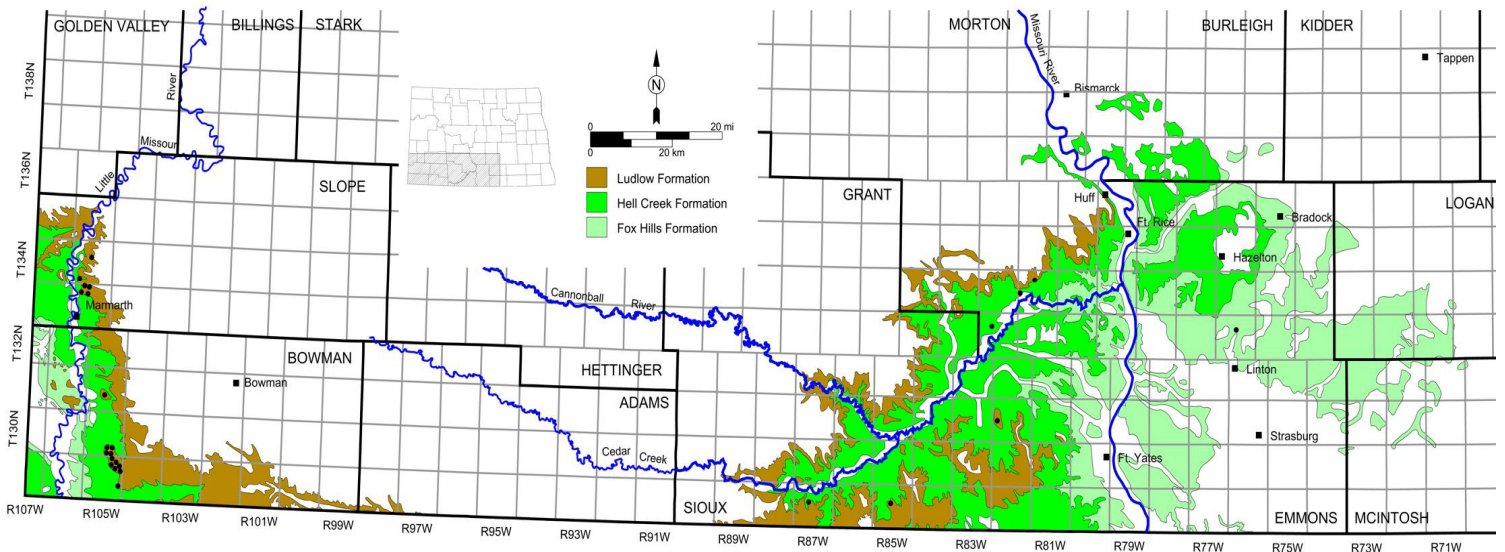 GOLDEN VALLEY
BILLINGS
STARK
MORTON
BURLEIGH
KIDDER
Tappen
T138N
River
Missouri River
Bismarck
N
20 mi
20 km
Missour
Little
T136N
SLOPE
Ludlow Formation
Hell Creek Formation
Fox Hills Formation
GRANT
Huff
Ft. Rice
Bradock
LOGAN
T134N
Hazelton
Marmarth
Cannonball
River
T132N
BOWMAN
Bowman
HETTINGER
ADAMS
Linton
T130N
Strasburg
Cedar
Creek
Ft. Yates
SIOUX
EMMONS
MCINTOSH
R107W
R105W
R103W
R101W
R99W
R97W
R95W
R93W
R91W
R89W
R87W
R85W
R83W
R81W
R79W
R77W
R75W
R73W
R71W